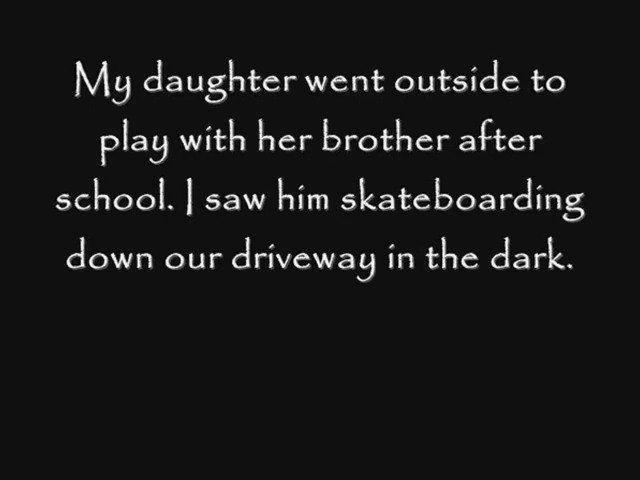 My daughter went outside to
play with her brother after
school. I saw him skateboarding
down our driveway in the dark.